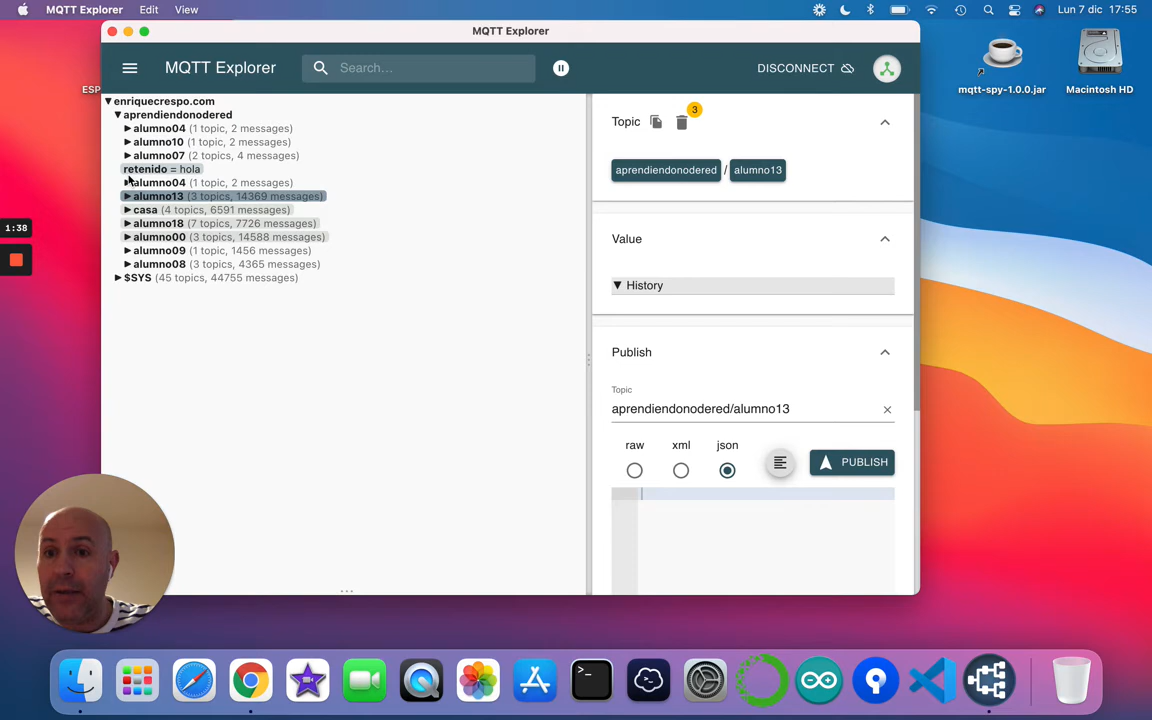 MQTT Explorer Edit View Lun 7 dic 17:55
MQTT Explorer
MQTT Explorer Search... DISCONNECT
ESP
mqtt-spy-1.0.0.jar Macintosh HD
1:38
enriquecrespo.com
aprendiendonodered
alumno04 (1 topic, 2 messages)
alumno10 (1 topic, 2 messages)
alumno07 (2 topics, 4 messages)
retenido = hola
alumno04 (1 topic, 2 messages)
alumno13 (3 topics, 14369 messages)
casa (4 topics, 6591 messages)
alumno18 (7 topics, 7726 messages)
alumno00 (3 topics, 14588 messages)
alumno09 (1 topic, 1456 messages)
alumno08 (3 topics, 4365 messages)
$SYS (45 topics, 44755 messages)
Topic 3
aprendiendonodered / alumno13
Value
History
Publish
Topic
aprendiendonodered/alumno13
raw xml json
PUBLISH